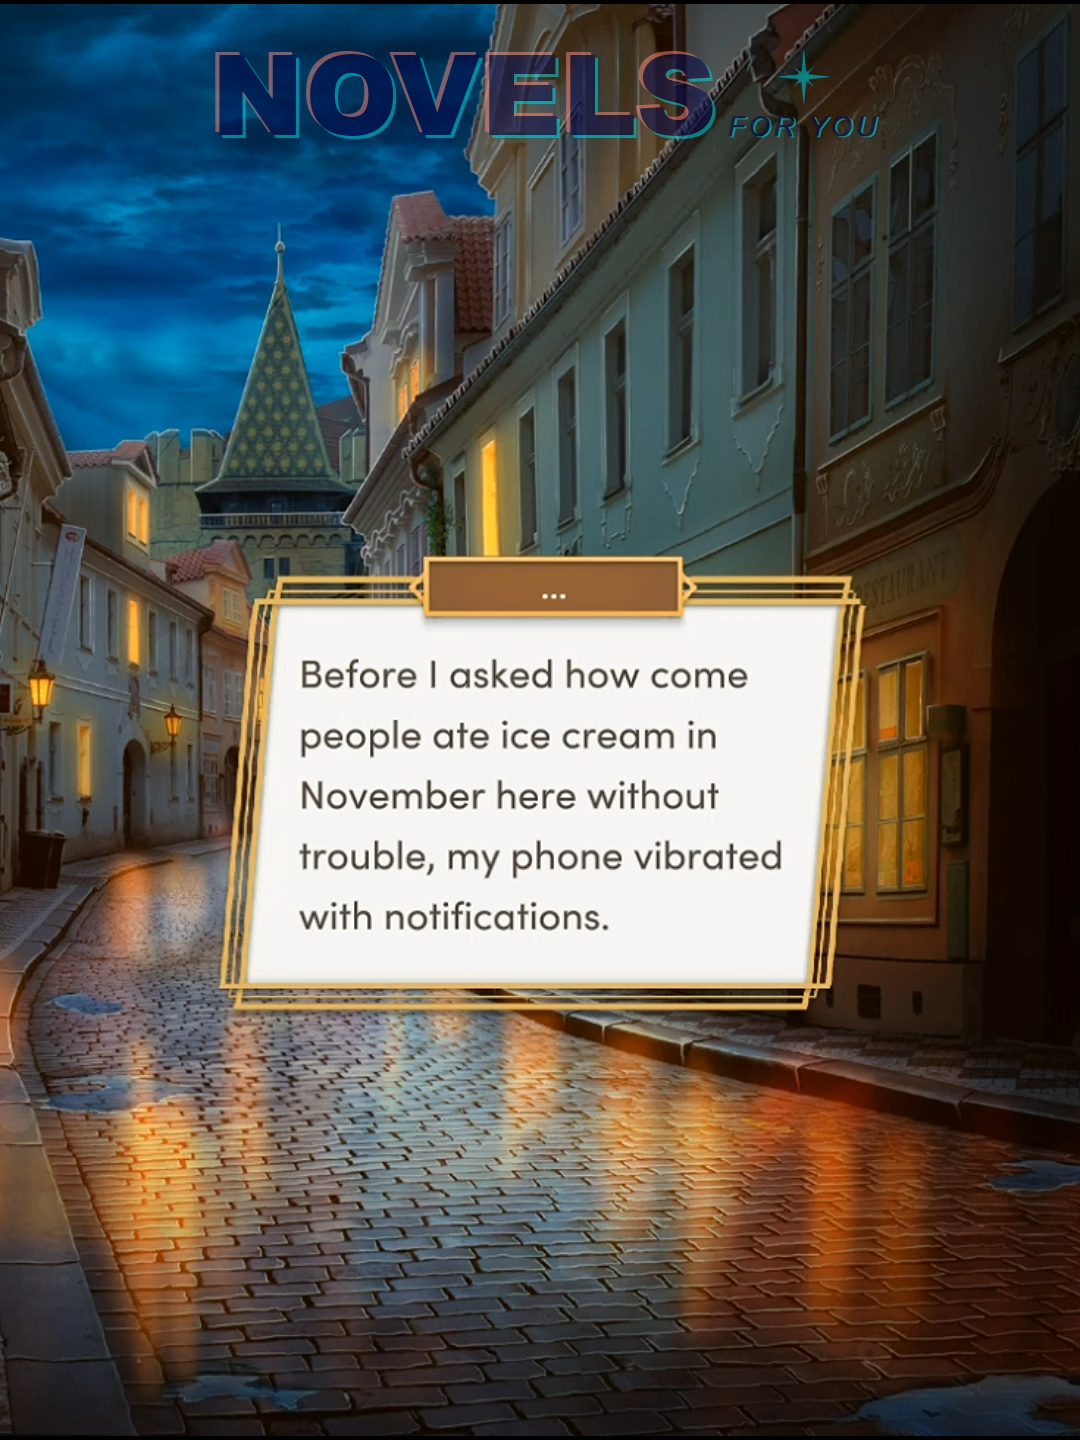 NOVELS
FOR YOU
...
Before I asked how come
people ate ice cream in
November here without
trouble, my phone vibrated
with notifications.
RESTAURANT